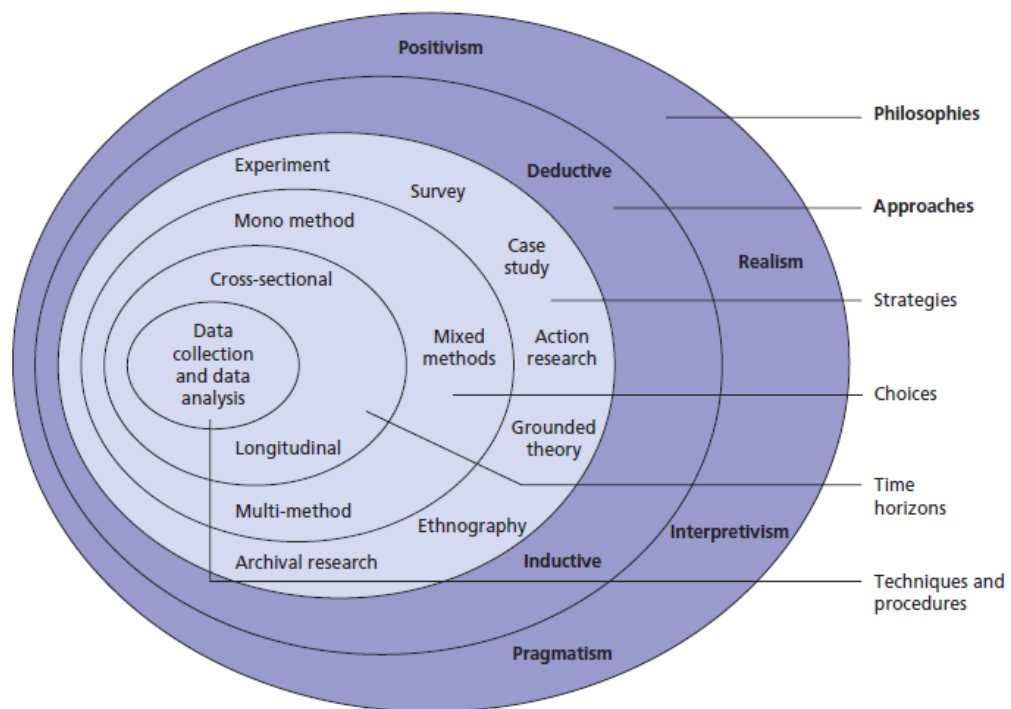 Positivism
Philosophies
Experiment
Deductive
Survey
Approaches
Mono method
Case
study
Realism
Cross-sectional
Strategies
Data
collection
and data
analysis
Mixed
methods
Action
research
Choices
Grounded
theory
Longitudinal
Time
horizons
Multi-method
Ethnography
Interpretivism
Archival research
Inductive
Techniques and
procedures
Pragmatism